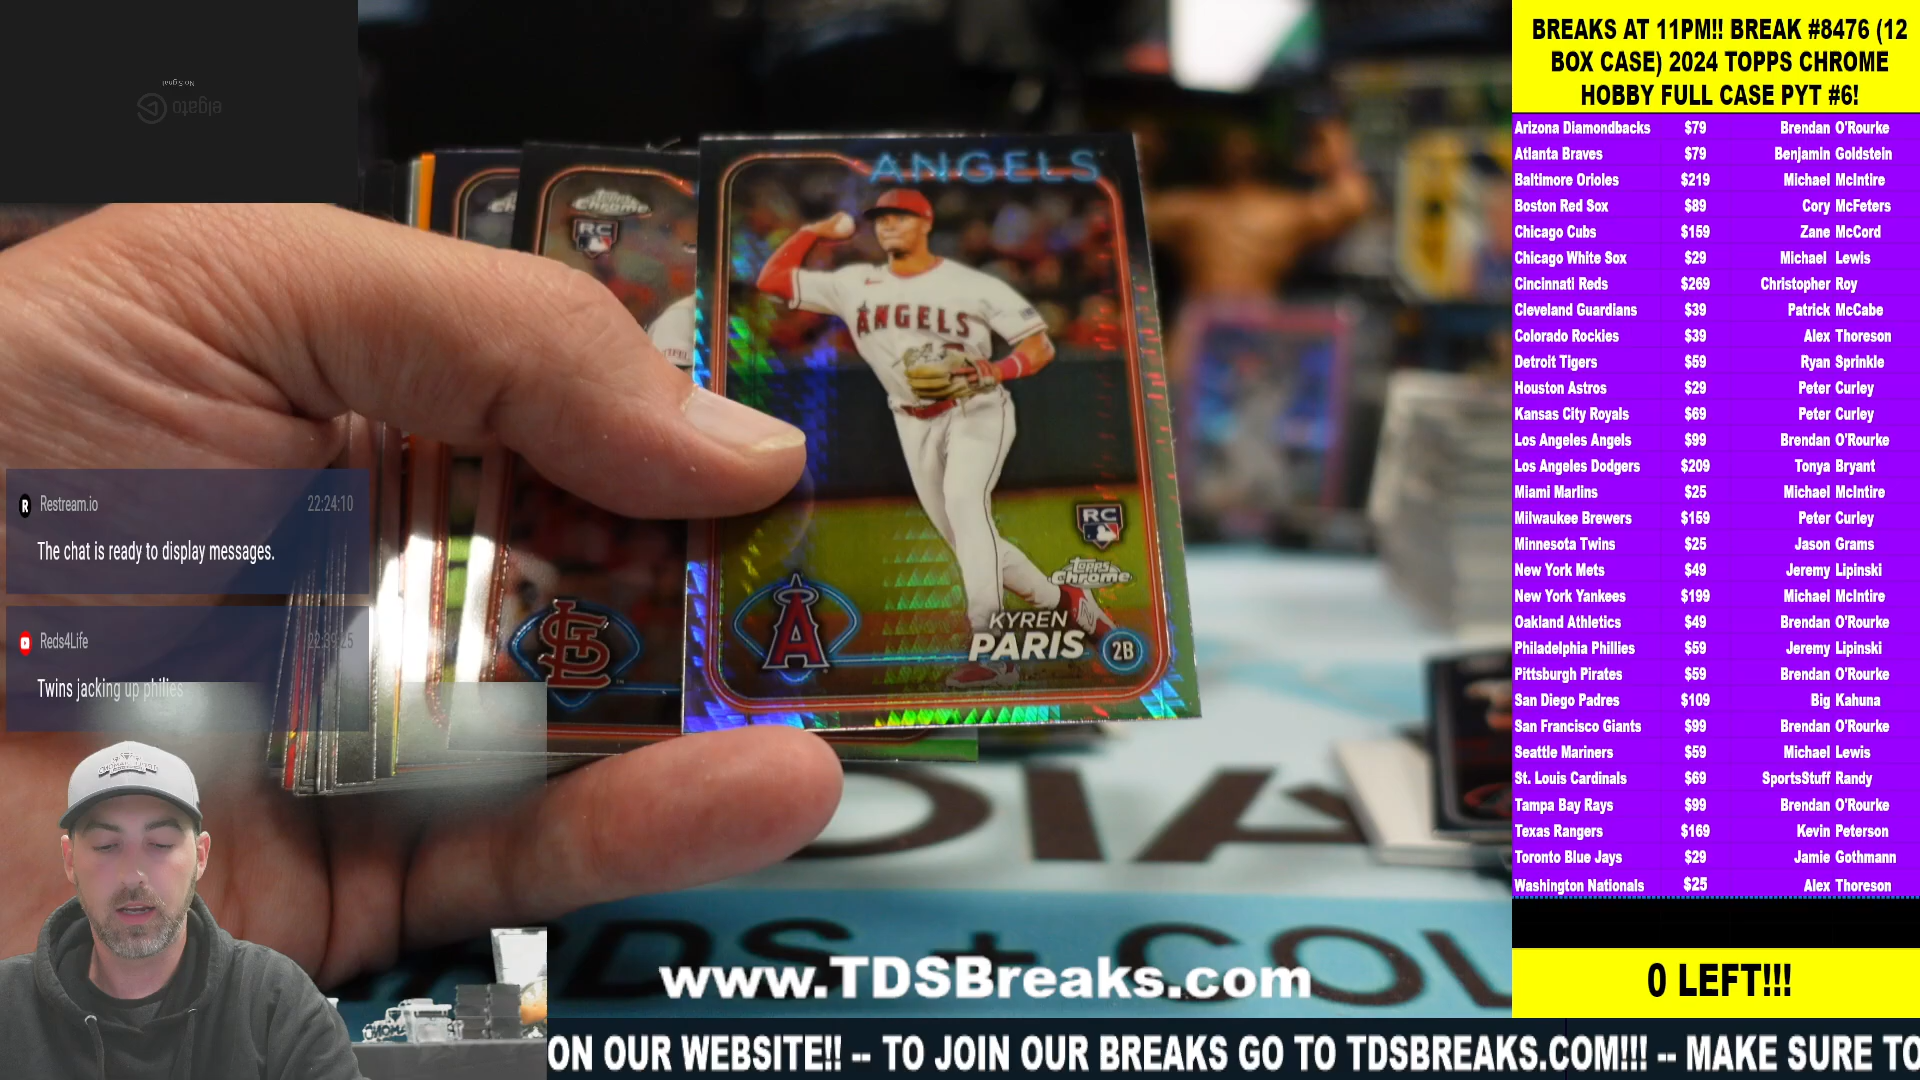 No Signal
elgato
BREAKS AT 11PM!! BREAK #8476 (12
BOX CASE) 2024 TOPPS CHROME
HOBBY FULL CASE PYT #6!
Arizona Diamondbacks $79 Brendan O'Rourke
Atlanta Braves $79 Benjamin Goldstein
Baltimore Orioles $219 Michael McIntire
Boston Red Sox $89 Cory McFeters
Chicago Cubs $159 Zane McCord
Chicago White Sox $29 Michael Lewis
Cincinnati Reds $269 Christopher Roy
Cleveland Guardians $39 Patrick McCabe
Colorado Rockies $39 Alex Thoreson
Detroit Tigers $59 Ryan Sprinkle
Houston Astros $29 Peter Curley
Kansas City Royals $69 Peter Curley
Los Angeles Angels $99 Brendan O'Rourke
Los Angeles Dodgers $209 Tonya Bryant
Miami Marlins $25 Michael McIntire
Milwaukee Brewers $159 Peter Curley
Minnesota Twins $25 Jason Grams
New York Mets $49 Jeremy Lipinski
New York Yankees $199 Michael McIntire
Oakland Athletics $49 Brendan O'Rourke
Philadelphia Phillies $59 Jeremy Lipinski
Pittsburgh Pirates $59 Brendan O'Rourke
San Diego Padres $109 Big Kahuna
San Francisco Giants $99 Brendan O'Rourke
Seattle Mariners $59 Michael Lewis
St. Louis Cardinals $69 SportsStuff Randy
Tampa Bay Rays $99 Brendan O'Rourke
Texas Rangers $169 Kevin Peterson
Toronto Blue Jays $29 Jamie Gothmann
Washington Nationals $25 Alex Thoreson
0 LEFT!!!
ANGELS
ANGELS
RC
Topps
Chrome
KYREN
PARIS 2B
A
Topps
Chrome
RC
STL
R Restream.io 22:24:10
The chat is ready to display messages.
Reds4Life
Twins jacking up philies
www.TDSBreaks.com
ON OUR WEBSITE!! -- TO JOIN OUR BREAKS GO TO TDSBREAKS.COM!!! -- MAKE SURE TO